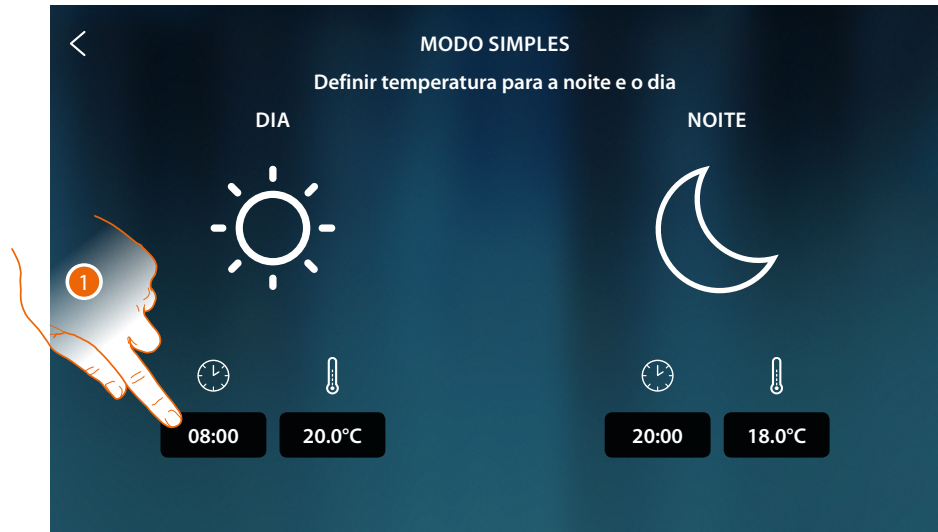 MODO SIMPLES
Definir temperatura para a noite e o dia
DIA
NOITE
1
08:00
20.0°C
20:00
18.0°C